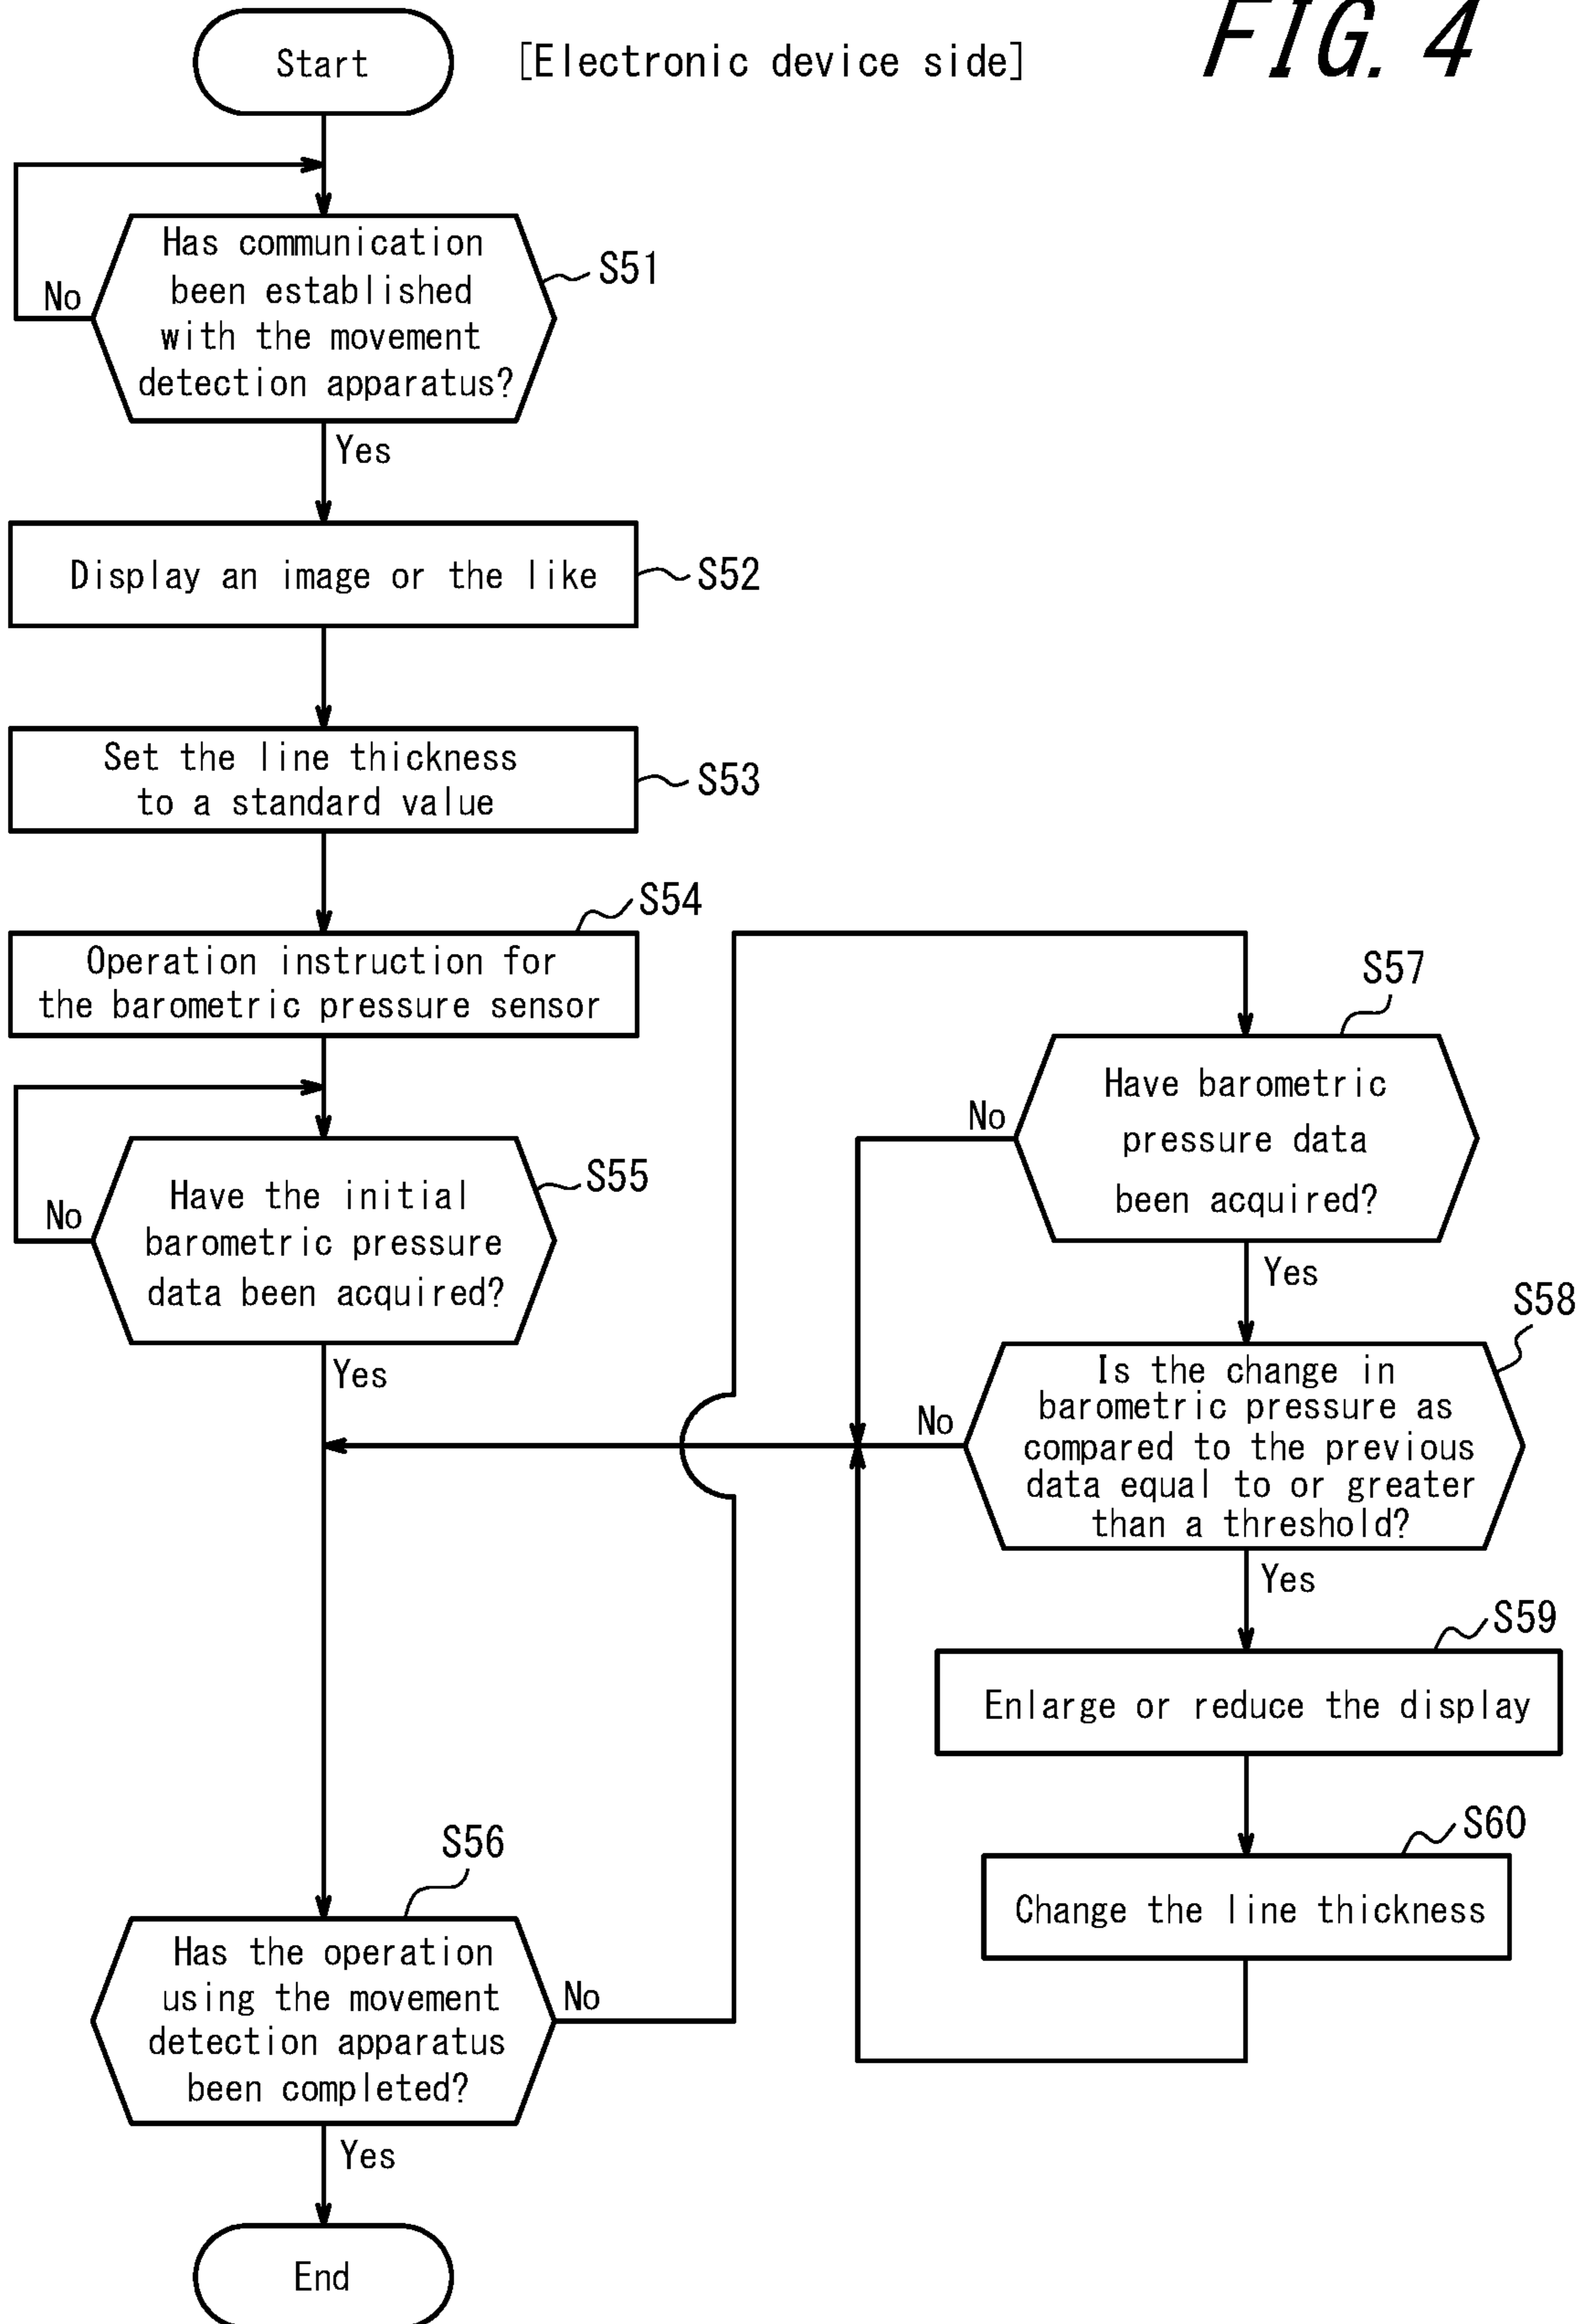 FIG. 4
Start
[Electronic device side]
Has communication
been established
with the movement
detection apparatus?
S51
No
Yes
Display an image or the like
S52
Set the line thickness
to a standard value
S53
S54
Operation instruction for
the barometric pressure sensor
Have the initial
barometric pressure
data been acquired?
S55
No
Yes
S56
Has the operation
using the movement
detection apparatus
been completed?
No
Yes
End
S57
Have barometric
pressure data
been acquired?
No
Yes
S58
Is the change in
barometric pressure as
compared to the previous
data equal to or greater
than a threshold?
No
Yes
S59
Enlarge or reduce the display
S60
Change the line thickness